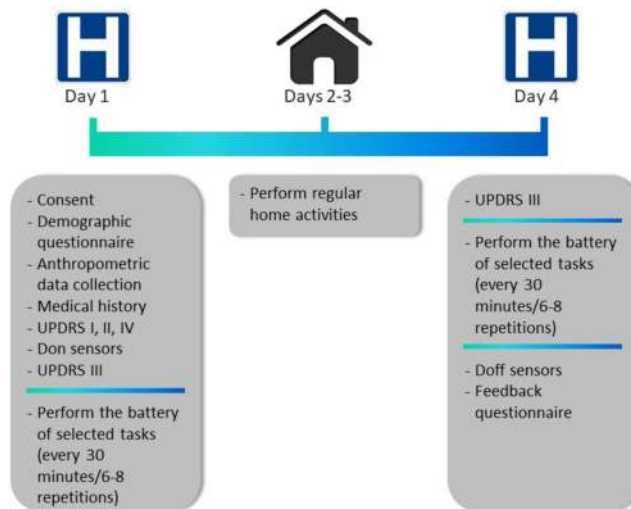 H
H
Day 1
Days 2-3
Day 4
- Consent
- Demographic
questionnaire
- Anthropometric
data collection
- Medical history
- UPDRS I, II, IV
- Don sensors
- UPDRS III
- Perform the battery
of selected tasks
(every 30
minutes/6-8
repetitions)
- Perform regular
home activities
- UPDRS III
- Perform the battery
of selected tasks
(every 30
minutes/6-8
repetitions)
- Doff sensors
- Feedback
questionnaire